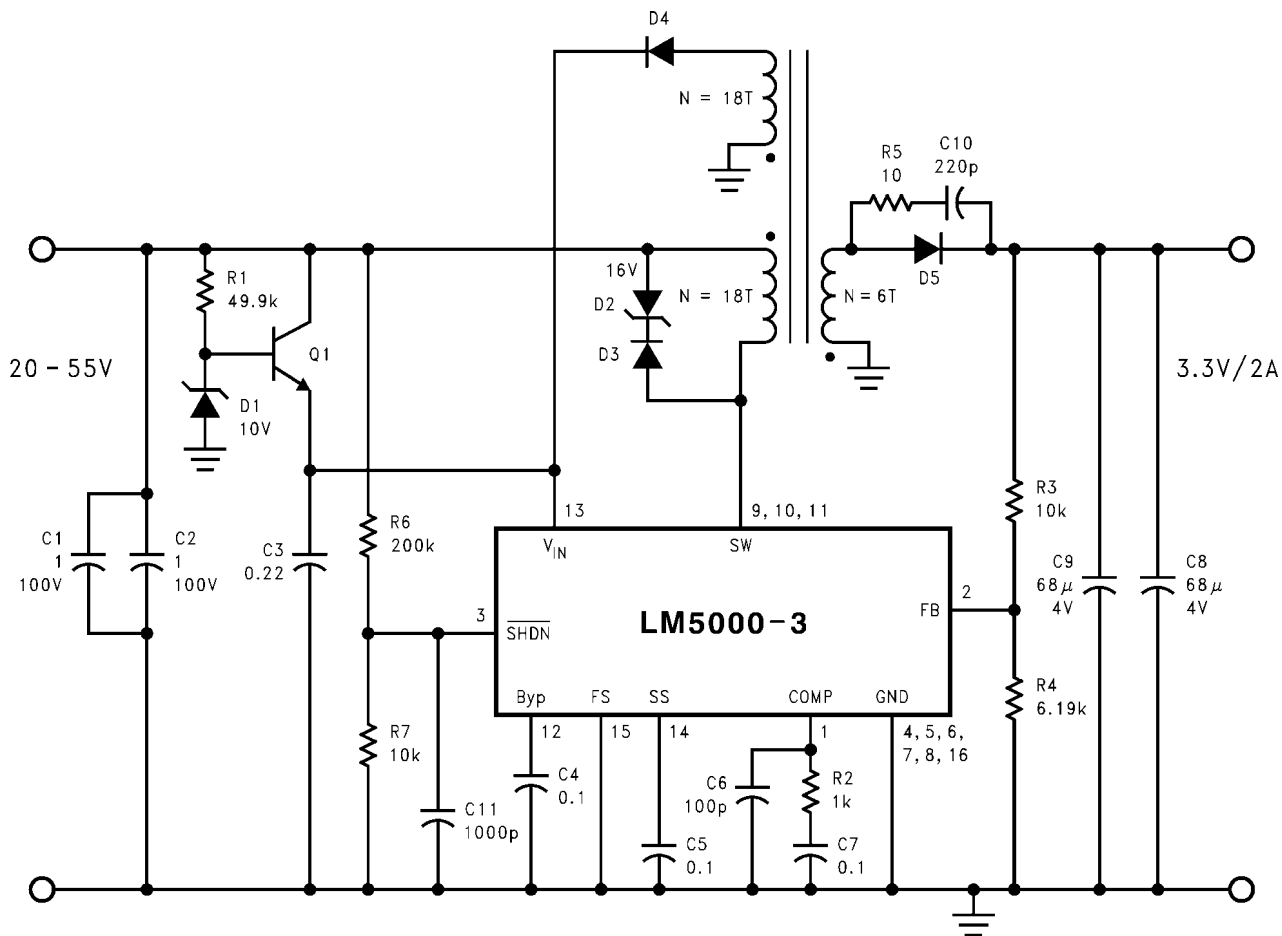 D4
N = 18T
R5
10
C10
220p
R1
49.9k
16V
D2
D3
N = 18T
N = 6T
D5
Q1
20 - 55V
D1
10V
3.3V/2A
13
9, 10, 11
R3
10k
C1
1
100V
C2
1
100V
C3
0.22
R6
200k
VIN
SW
C9
68μ
4V
C8
68μ
4V
2
FB
3
SHDN
LM5000-3
R4
6.19k
Byp
FS
SS
COMP
GND
12
15
14
1
4, 5, 6,
7, 8, 16
R7
10k
C4
0.1
C6
100p
R2
1k
C11
1000p
C5
0.1
C7
0.1